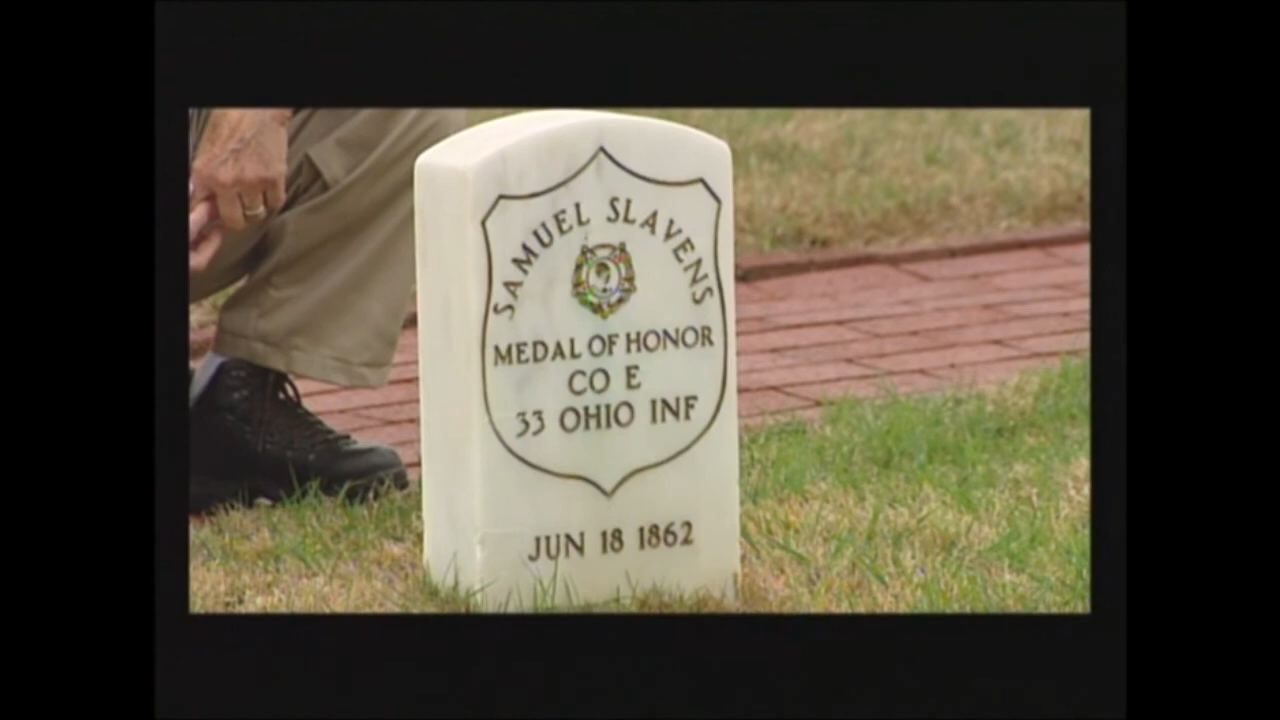 SAMUEL SLAVENS
MEDAL OF HONOR
CO E
33 OHIO INF
JUN 18 1862